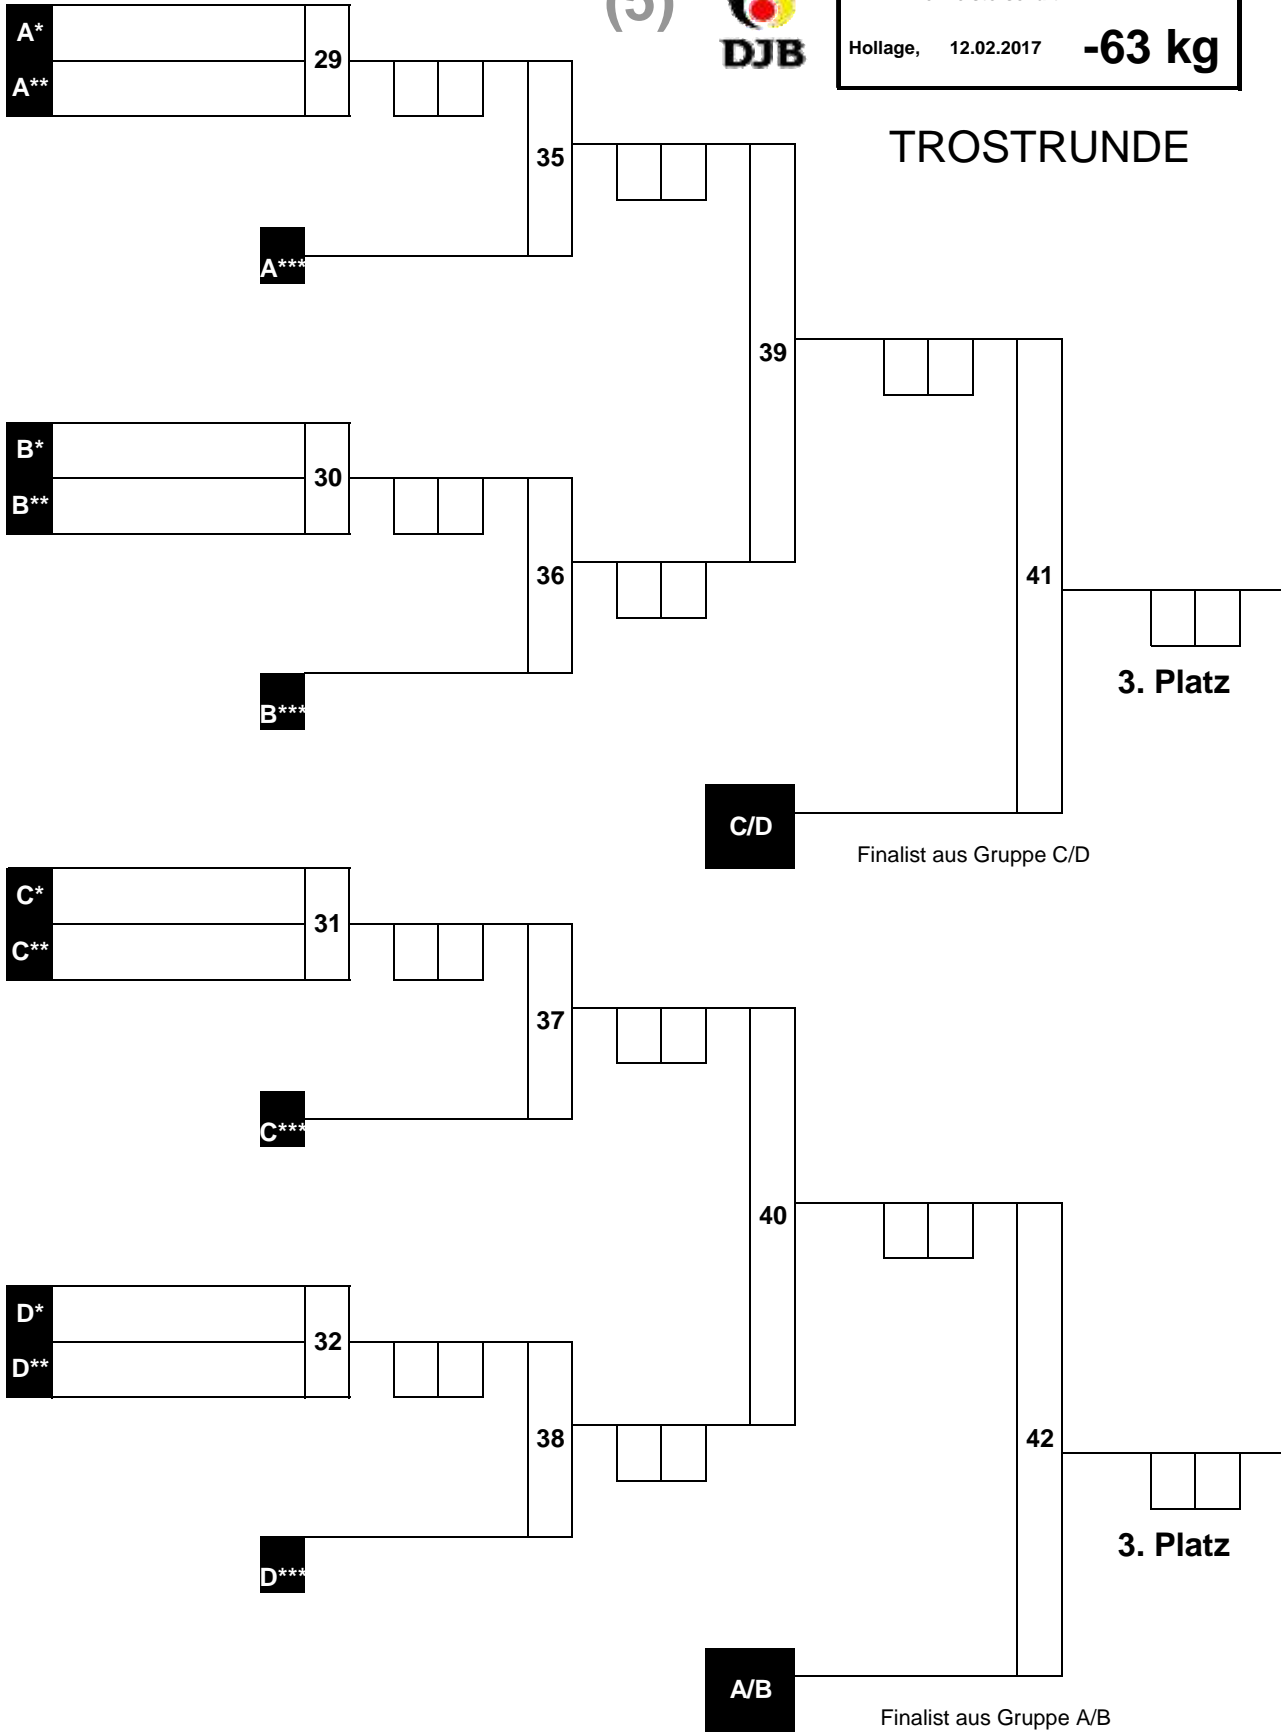 (5)
DJB
Hollage, 12.02.2017 -63 kg
TROSTRUNDE
A*
A**
29
35
A***
39
B*
B**
30
36
41
B***
3. Platz
C/D
Finalist aus Gruppe C/D
C*
C**
31
37
C***
40
D*
D**
32
38
42
D***
3. Platz
A/B
Finalist aus Gruppe A/B